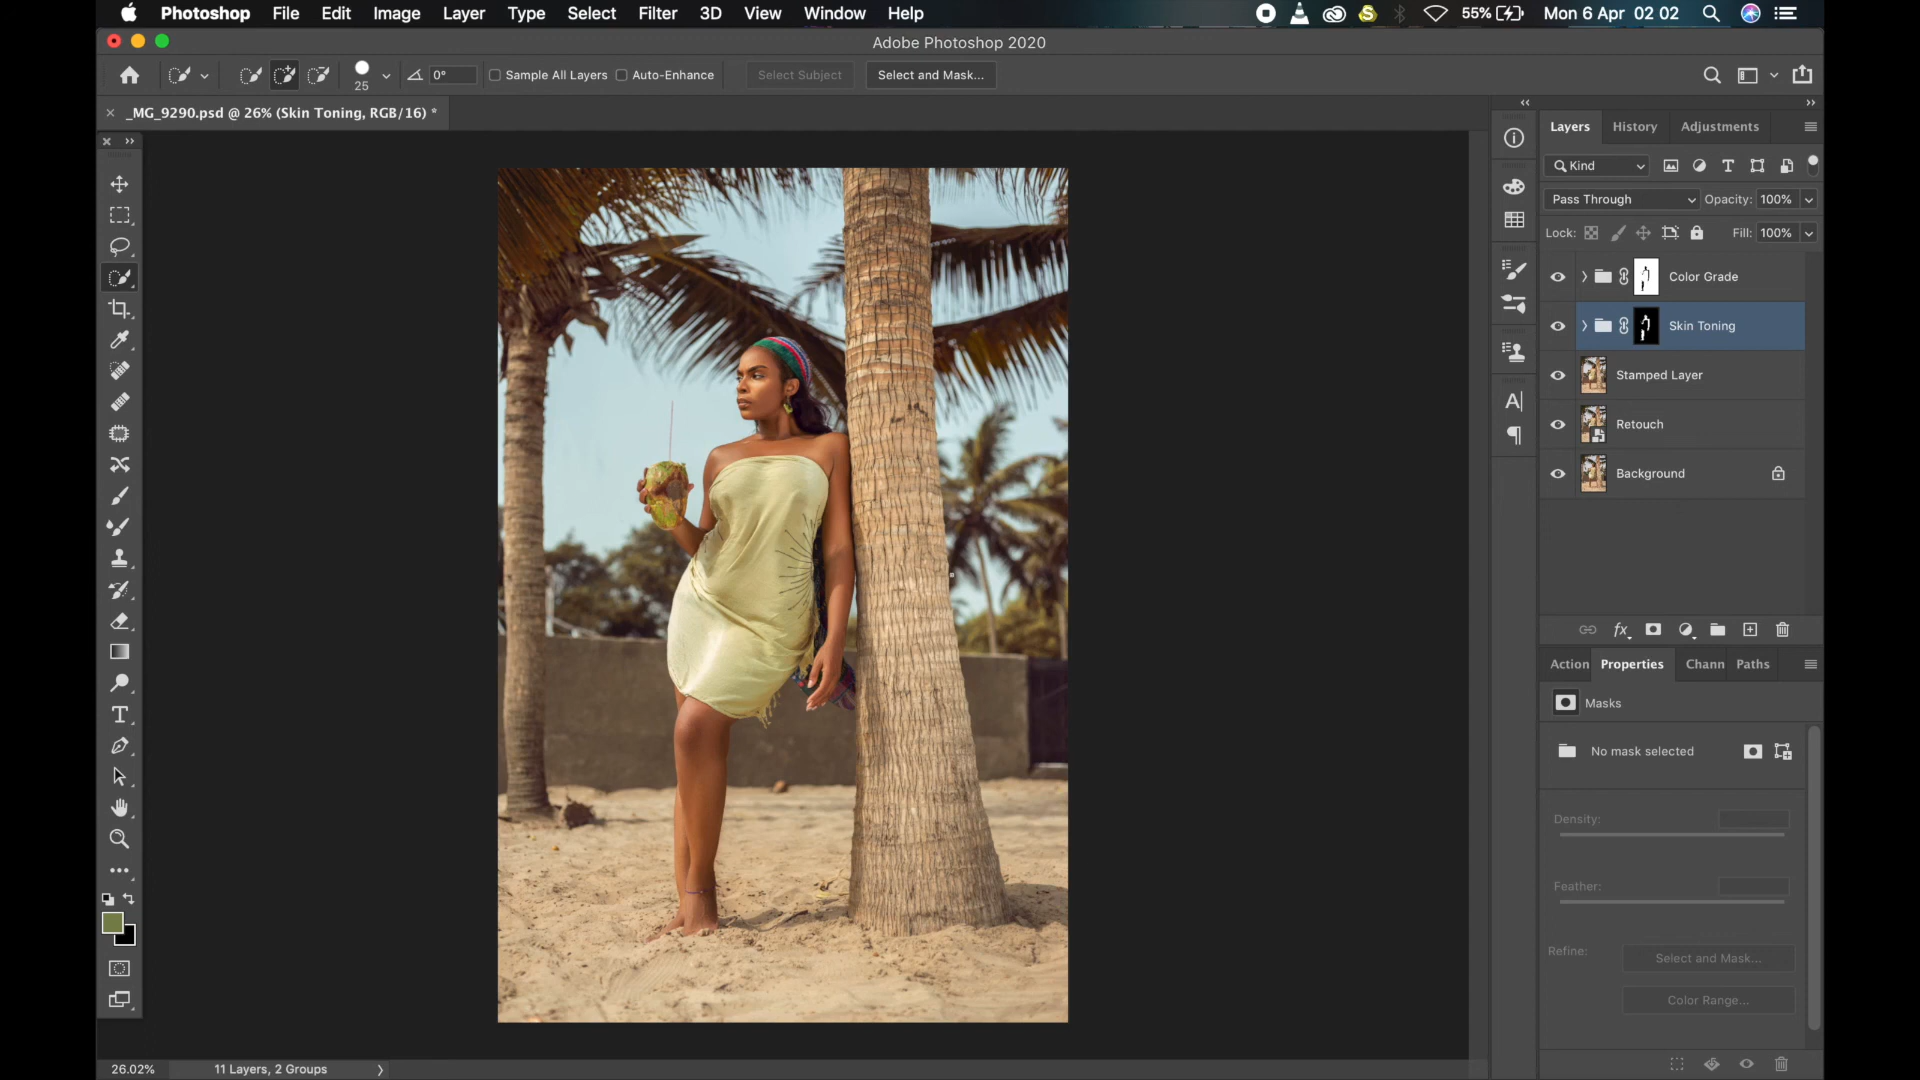 Photoshop File Edit Image Layer Type Select Filter 3D View Window Help 55% Mon 6 Apr 02 02
Adobe Photoshop 2020
25 0° Sample All Layers Auto-Enhance Select Subject Select and Mask...
_MG_9290.psd @ 26% (Skin Toning, RGB/16) *
Layers History Adjustments
Kind
Pass Through Opacity: 100%
Lock: Fill: 100%
Color Grade
Skin Toning
Stamped Layer
Retouch
Background
Action Properties Chann Paths
Masks
No mask selected
Density:
Feather:
Refine: Select and Mask...
Color Range...
26.02% 11 Layers, 2 Groups